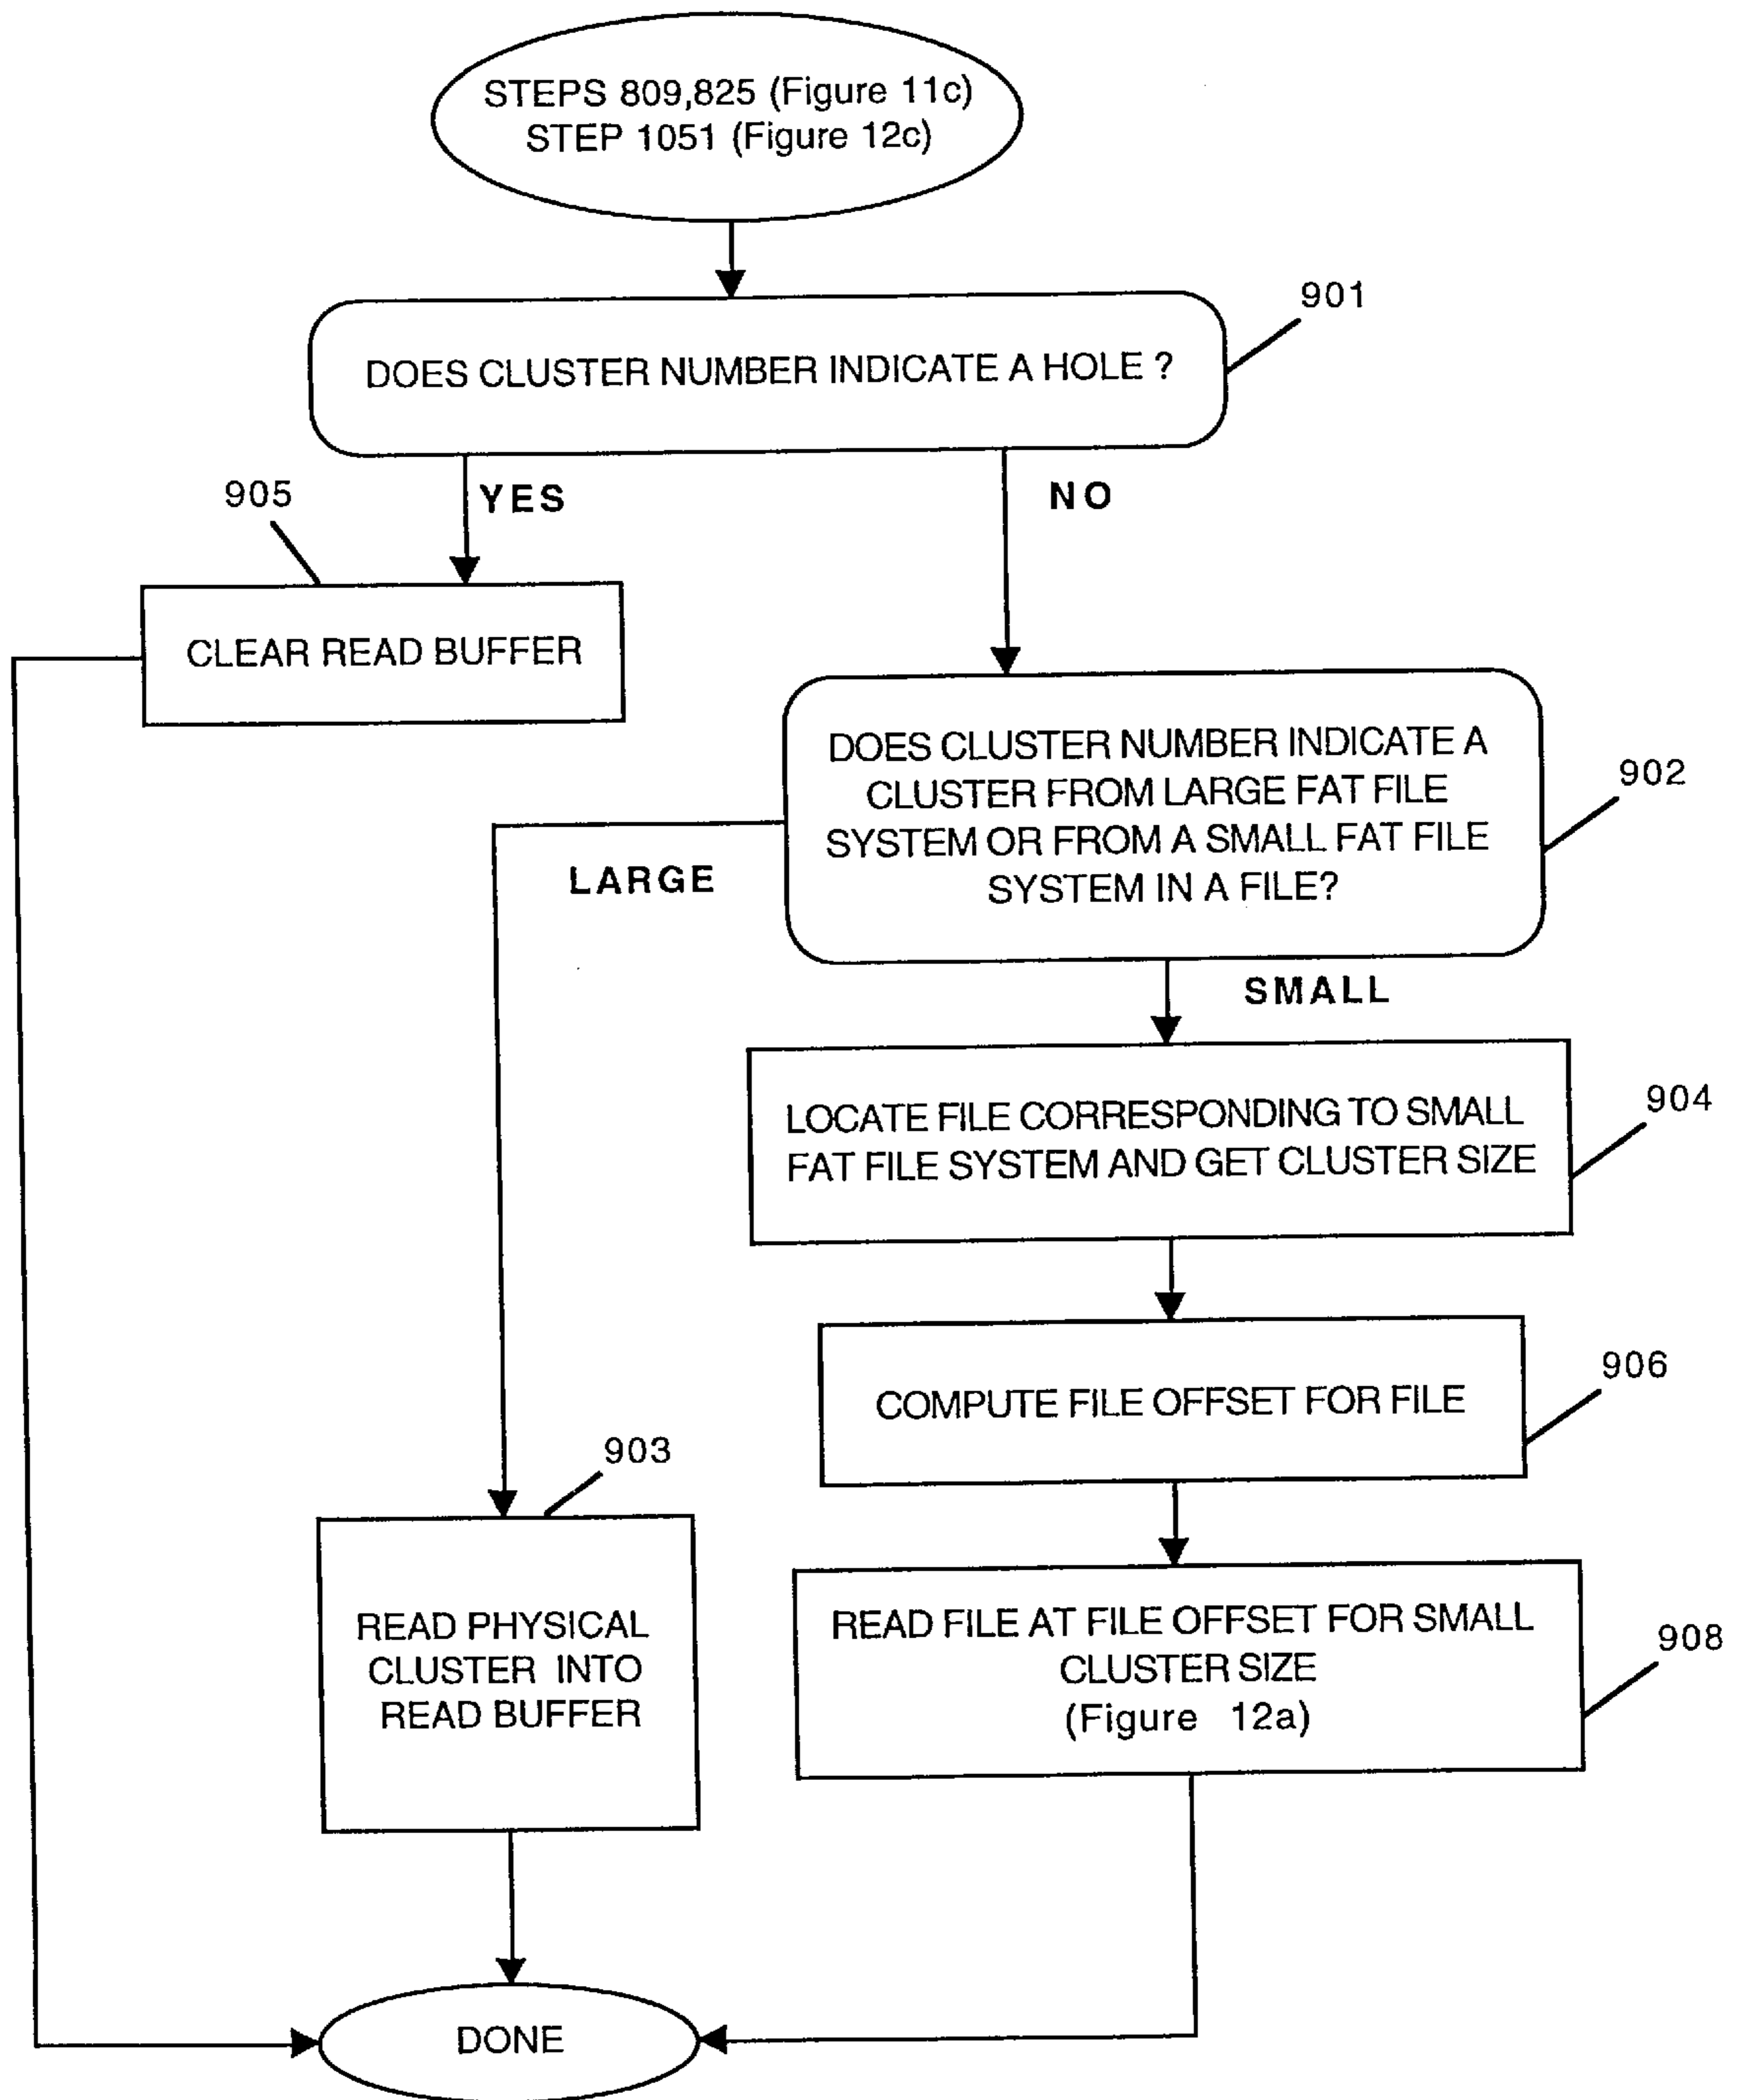 STEPS 809,825 (Figure 11c)
STEP 1051 (Figure 12c)
901
DOES CLUSTER NUMBER INDICATE A HOLE ?
905
YES
NO
CLEAR READ BUFFER
DOES CLUSTER NUMBER INDICATE A
CLUSTER FROM LARGE FAT FILE
SYSTEM OR FROM A SMALL FAT FILE
SYSTEM IN A FILE?
902
LARGE
SMALL
LOCATE FILE CORRESPONDING TO SMALL
FAT FILE SYSTEM AND GET CLUSTER SIZE
904
COMPUTE FILE OFFSET FOR FILE
906
903
READ PHYSICAL
CLUSTER INTO
READ BUFFER
READ FILE AT FILE OFFSET FOR SMALL
CLUSTER SIZE
(Figure 12a)
908
DONE